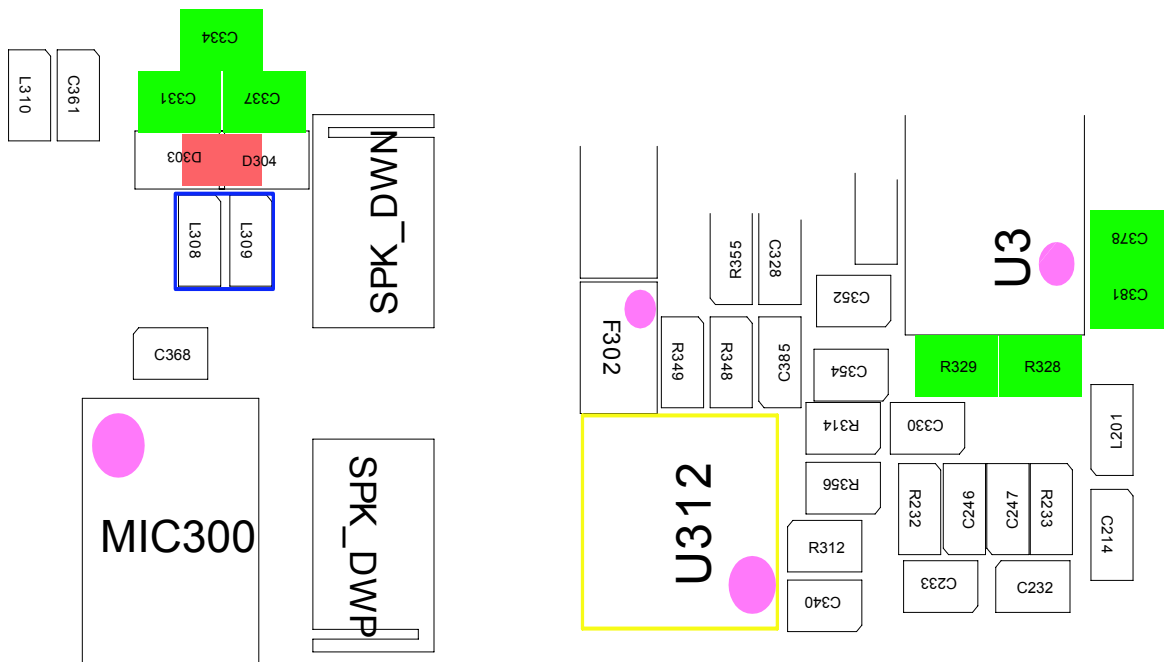 C334
L310
C361
C331
C337
D303
D304
SPK_DWN
L308
L309
C368
MIC300
SPK_DWP
R355
C328
C352
U3
C378
C381
F302
R349
R348
C385
C354
R329
R328
R314
C330
L201
R356
R232
C246
C247
R233
C214
U312
R312
C340
C233
C232